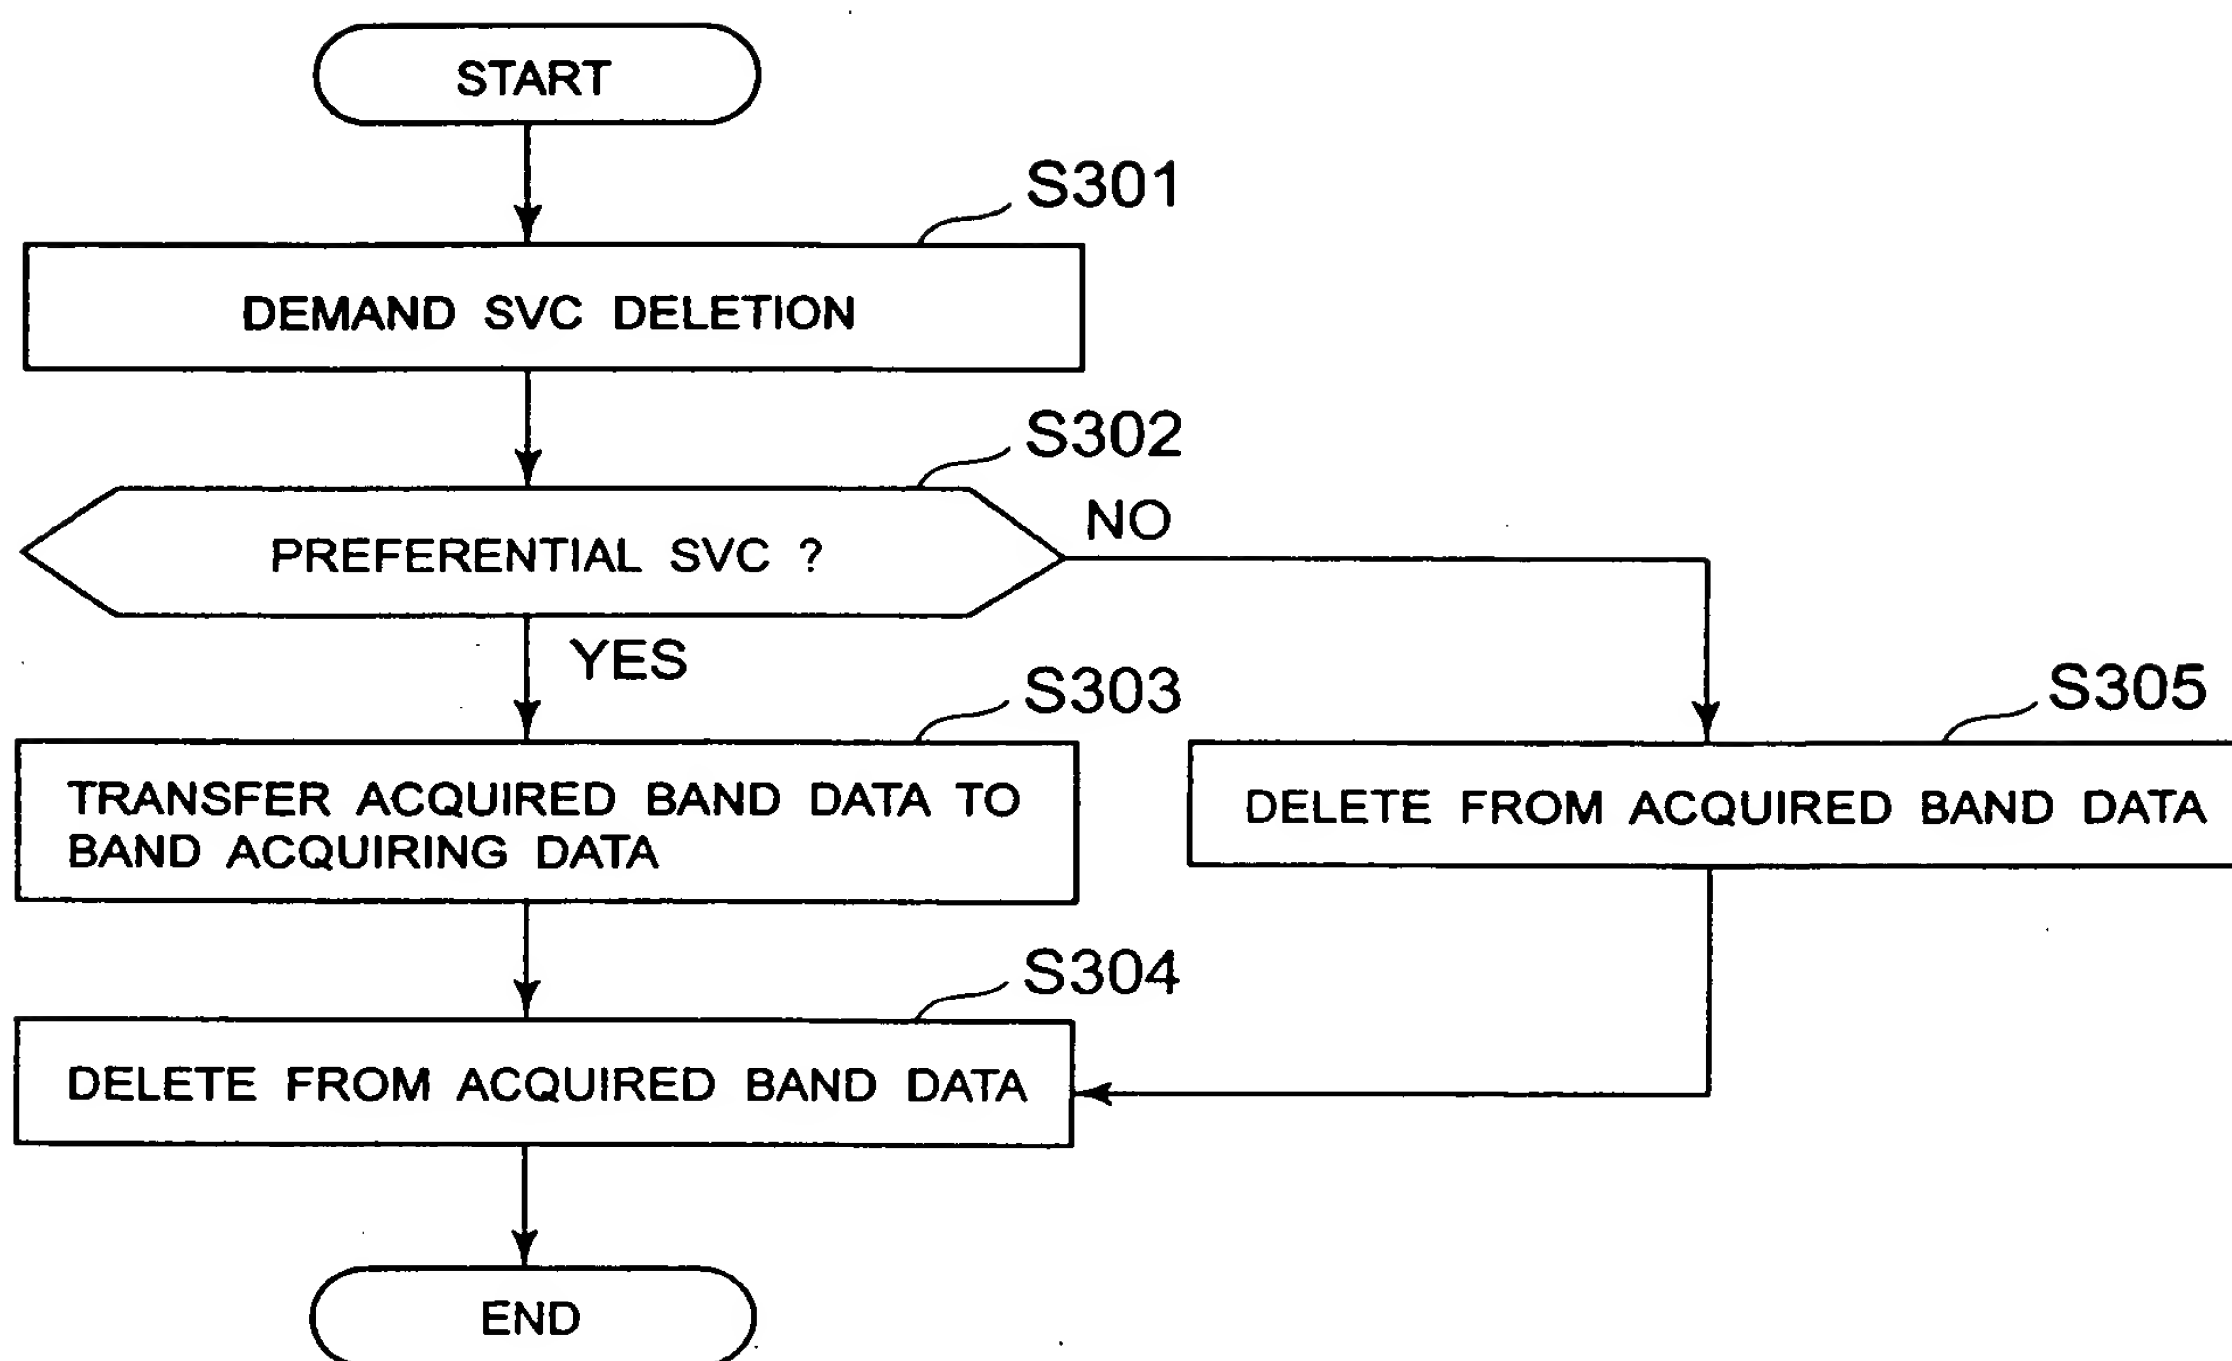 START
S301
DEMAND SVC DELETION
S302
PREFERENTIAL SVC ?
NO
YES
S303
TRANSFER ACQUIRED BAND DATA TO
BAND ACQUIRING DATA
S305
DELETE FROM ACQUIRED BAND DATA
S304
DELETE FROM ACQUIRED BAND DATA
END